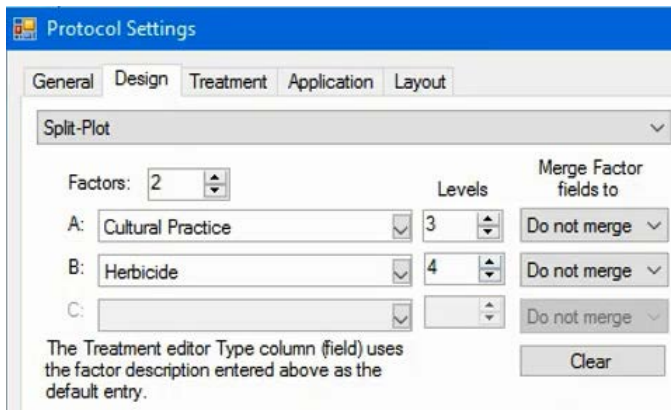 Protocol Settings
General Design Treatment Application Layout
Split-Plot
Factors: 2 Levels Merge Factor fields to
A: Cultural Practice 3 Do not merge
B: Herbicide 4 Do not merge
C: Do not merge
The Treatment editor Type column (field) uses
the factor description entered above as the
default entry.
Clear